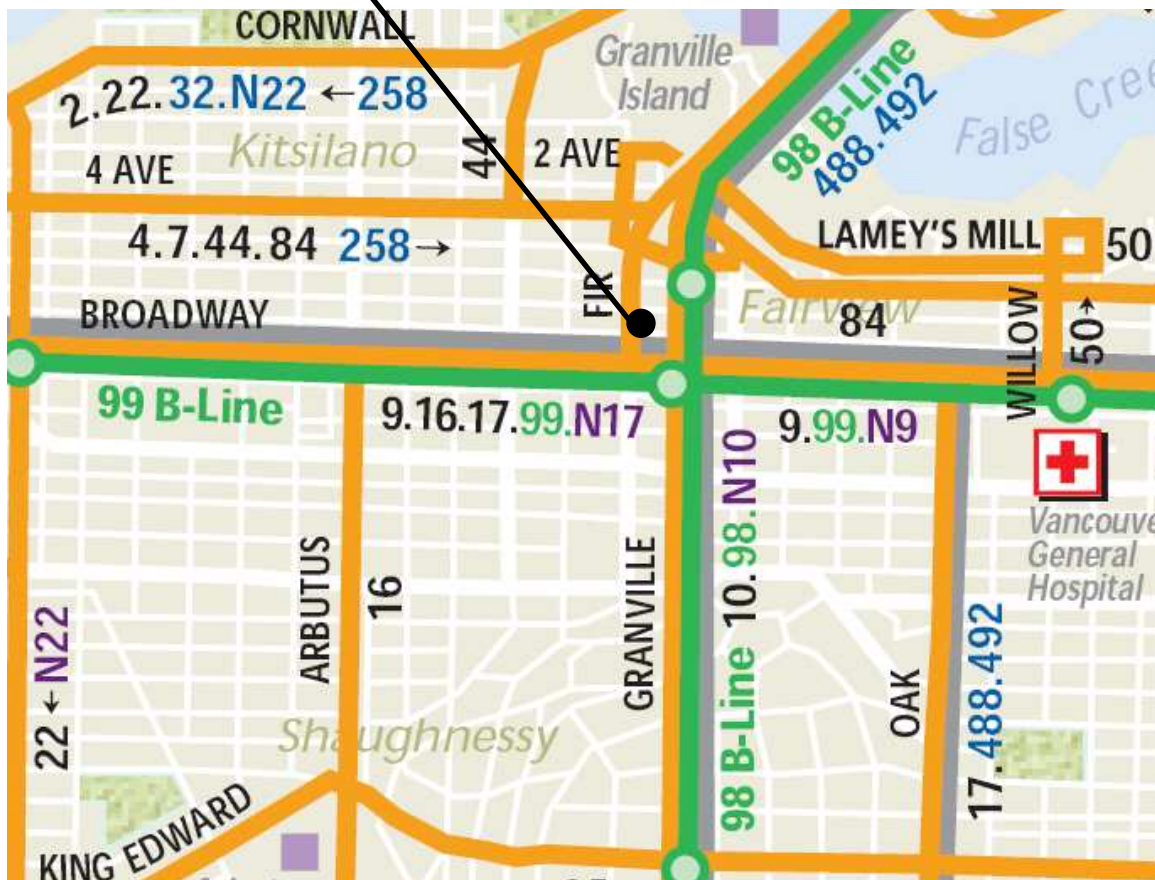 CORNWALL
Granville
Island
2.22.32.N22 ←258
98 B-Line
488.492
False Cree
Kitsilano
44
2 AVE
4 AVE
4.7.44.84 258→
LAMEY'S MILL
50
FIR
BROADWAY
Fairview
84
WILLOW
50→
99 B-Line
9.16.17.99.N17
9.99.N9
Vancouve
General
Hospital
ARBUTUS
16
GRANVILLE
98 B-Line 10.98.N10
OAK
17.488.492
22 ←N22
Shaughnessy
KING EDWARD